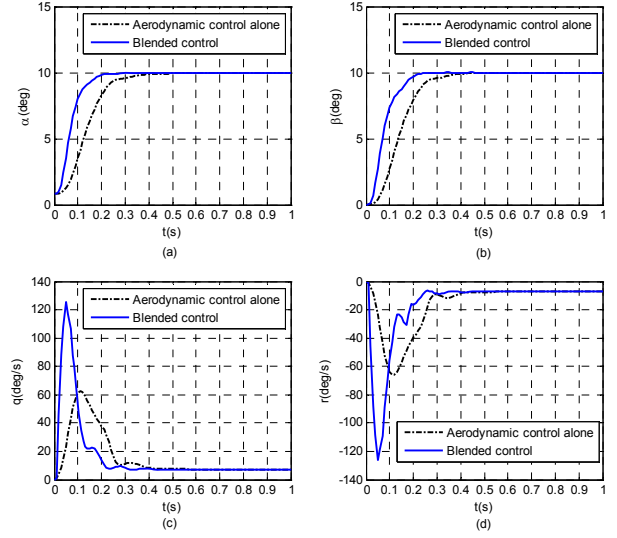 15
10
5
0
α(deg)
Aerodynamic control alone
Blended control
0 0.1 0.2 0.3 0.4 0.5 0.6 0.7 0.8 0.9 1
t(s)
(a)
15
10
5
0
β(deg)
Aerodynamic control alone
Blended control
0 0.1 0.2 0.3 0.4 0.5 0.6 0.7 0.8 0.9 1
t(s)
(b)
140
120
100
80
60
40
20
0
q(deg/s)
Aerodynamic control alone
Blended control
0 0.1 0.2 0.3 0.4 0.5 0.6 0.7 0.8 0.9 1
t(s)
(c)
0
-20
-40
-60
-80
-100
-120
-140
r(deg/s)
Aerodynamic control alone
Blended control
0 0.1 0.2 0.3 0.4 0.5 0.6 0.7 0.8 0.9 1
t(s)
(d)